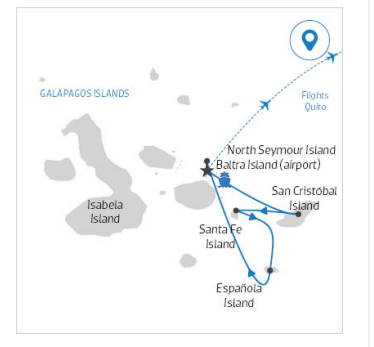 GALAPAGOS ISLANDS
Flights
Quito
North Seymour Island
Baltra Island (airport)
San Cristóbal
Island
Isabela
Island
Santa Fe
Island
Española
Island